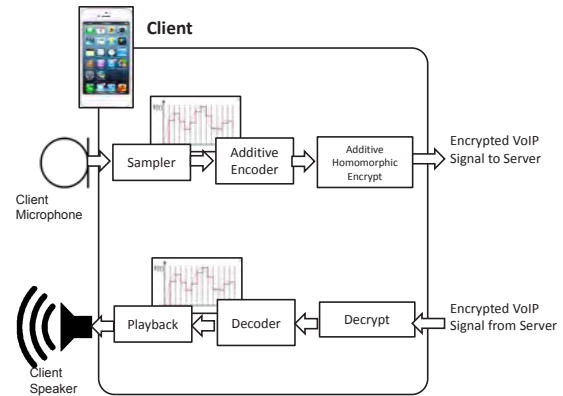 Client
Sampler
Additive
Encoder
Additive
Homomorphic
Encrypt
Encrypted VoIP
Signal to Server
Client
Microphone
Playback
Decoder
Decrypt
Encrypted VoIP
Signal from Server
Client
Speaker